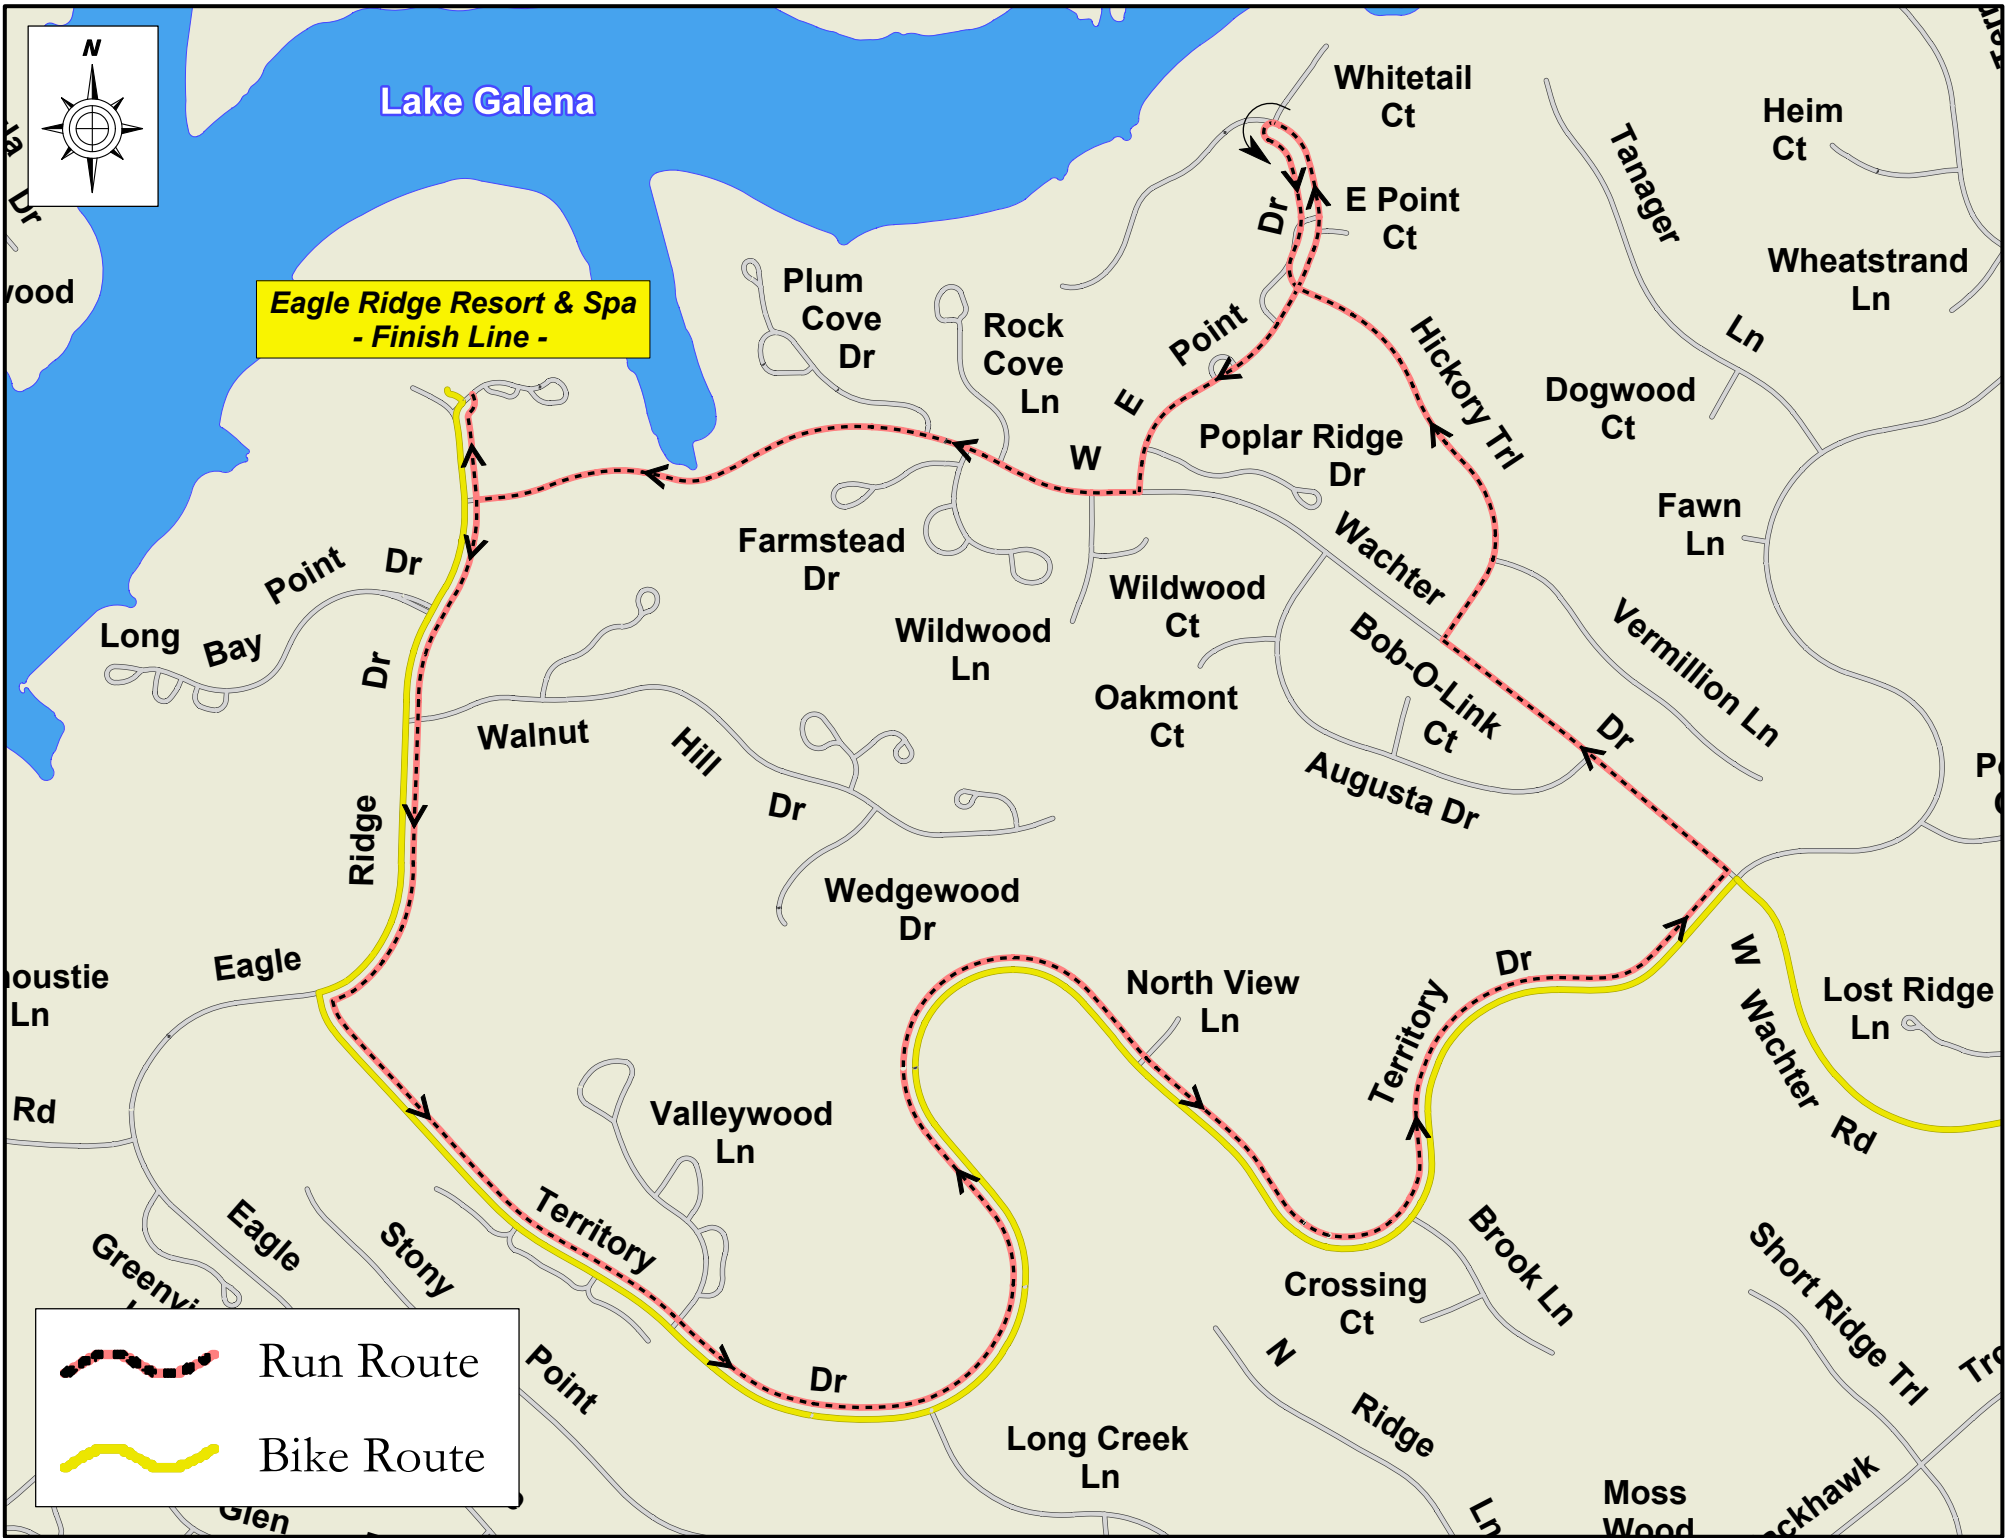 N
Lake Galena
Whitetail
Ct
Heim
Ct
Tanager
Ln
E Point
Ct
Dr
Wheatstrand
Ln
Dr
Eagle Ridge Resort & Spa
- Finish Line -
Plum
Cove
Dr
Rock
Cove
Ln
Point
E
Hickory Trl
Dogwood
Ct
W
Poplar Ridge
Dr
Wachter
Dr
Fawn
Ln
Farmstead
Dr
Point
Dr
Long
Bay
Wildwood
Ct
Wildwood
Ln
Bob-O-Link
Ct
Vermillion Ln
Oakmont
Ct
Dr
Walnut
Hill
Dr
Augusta Dr
Ridge
Wedgewood
Dr
Eagle
Ln
North View
Ln
Dr
Territory
W
Wachter
Rd
Lost Ridge
Ln
Rd
Valleywood
Ln
Eagle
Stony
Point
Territory
Dr
Brook Ln
Crossing
Ct
Short Ridge Trl
N
Ridge
Ln
Run Route
Bike Route
Long Creek
Ln
Moss
Wood
Glen